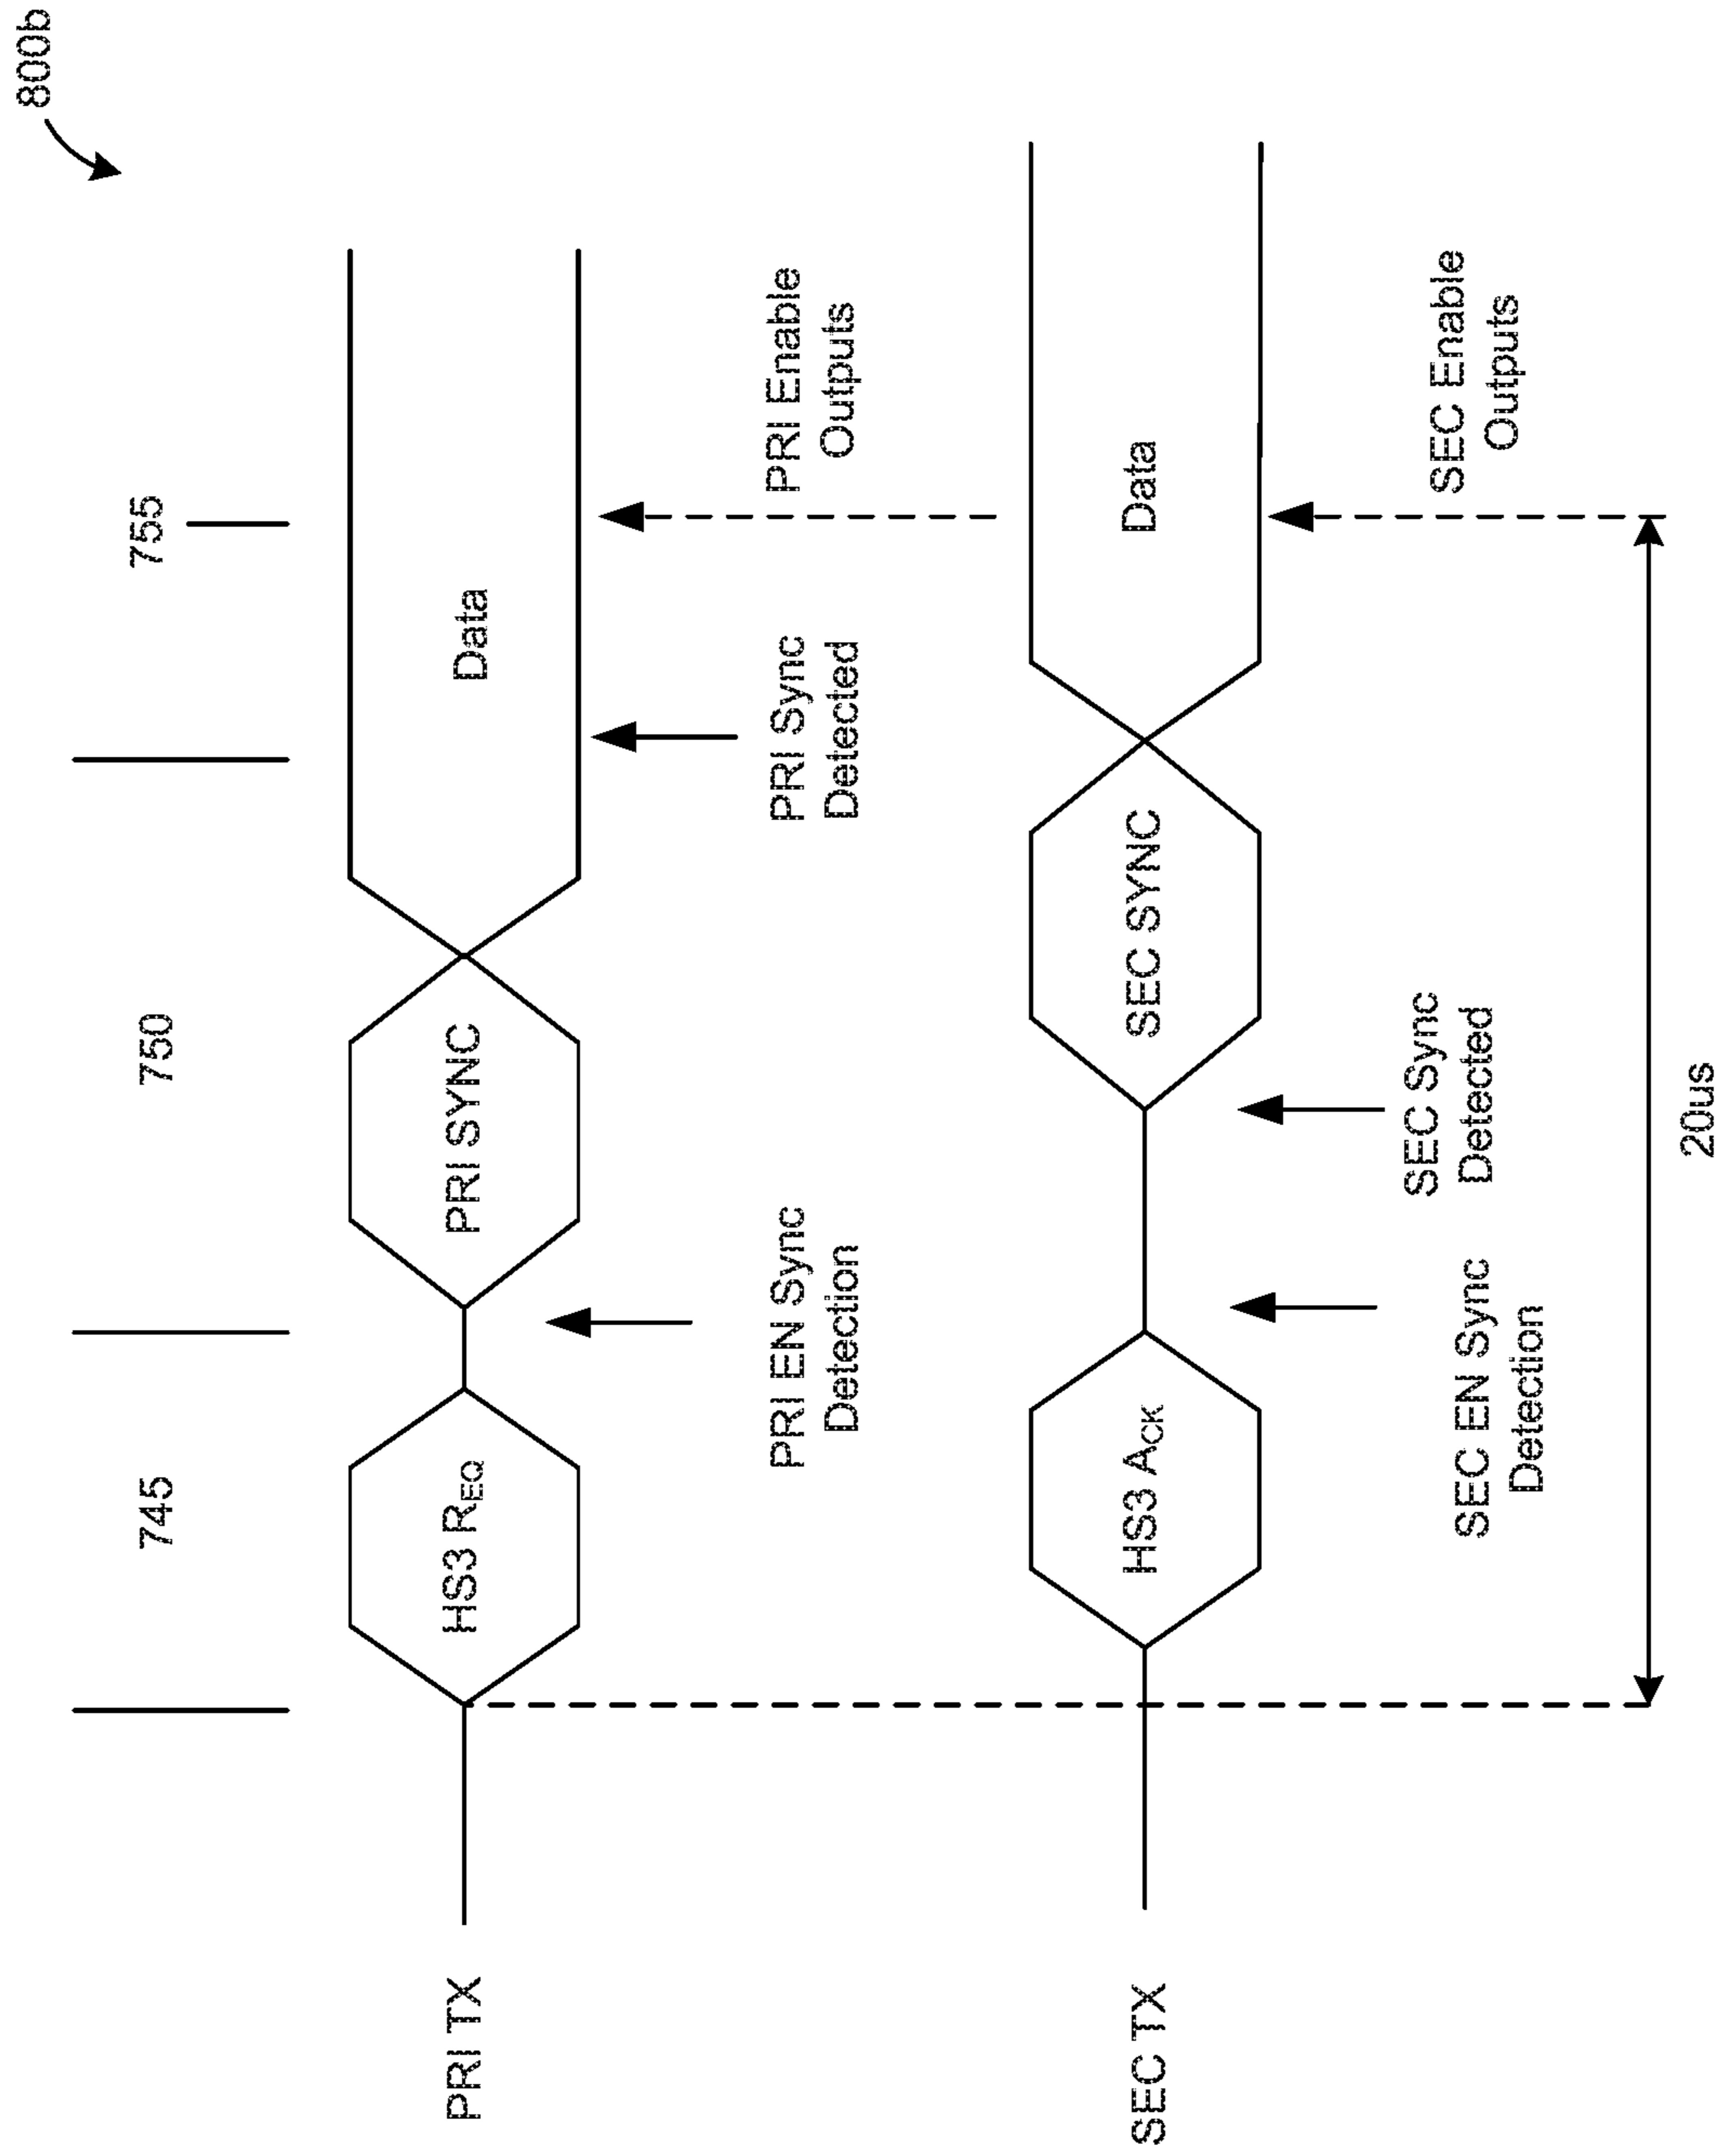 800b
745
750
755
PRI TX
HS3 REQ
PRI SYNC
Data
PRI EN Sync
Detection
PRI Sync
Detected
PRI Enable
Outputs
SEC TX
HS3 ACK
SEC SYNC
Data
SEC EN Sync
Detection
SEC Sync
Detected
SEC Enable
Outputs
20us